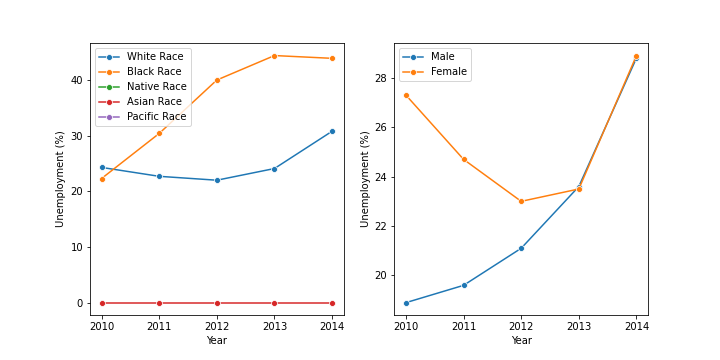 White Race
Black Race
Native Race
Asian Race
Pacific Race
40
30
20
10
0
Unemployment (%)
2010 2011 2012 2013 2014
Year
Male
Female
28
26
24
22
20
Unemployment (%)
2010 2011 2012 2013 2014
Year